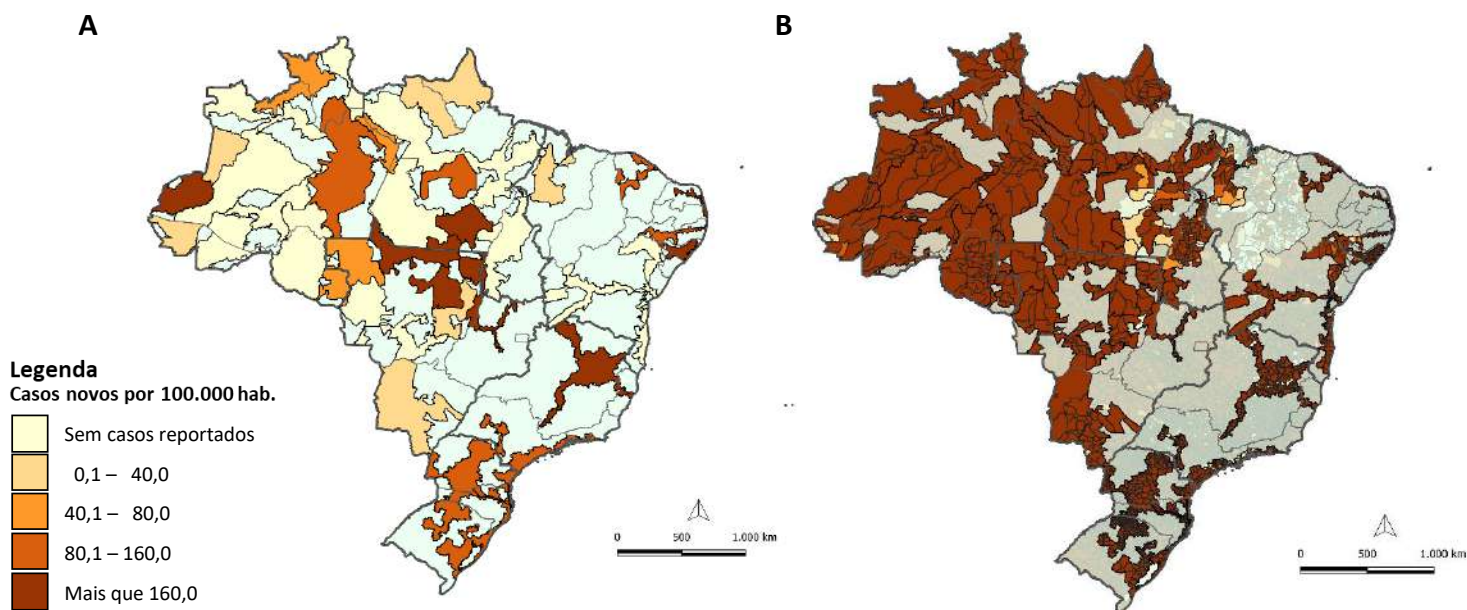 A
B
Legenda
Casos novos por 100.000 hab.
Sem casos reportados
0,1 – 40,0
40,1 – 80,0
80,1 – 160,0
Mais que 160,0
0 500 1.000 km
0 500 1.000 km